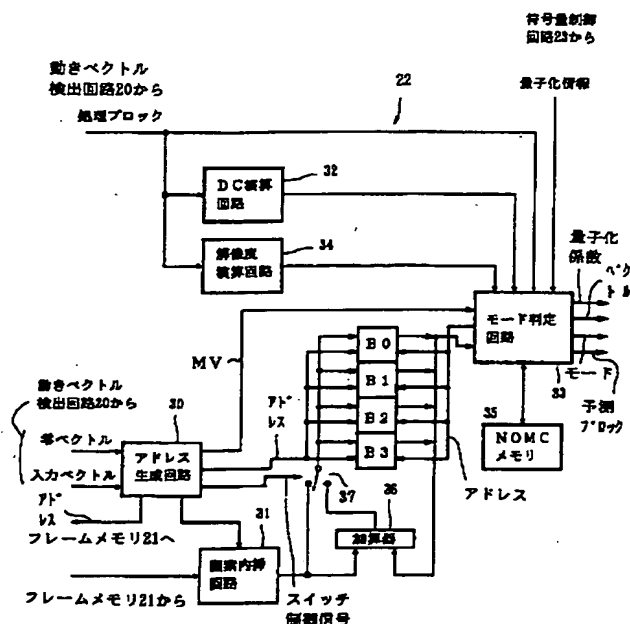 符号量制御
回路23から
動きベクトル
検出回路20から
量子化情報
22
処理ブロック
32
DC演算
回路
34
解像度
演算回路
量子化
係数
ベク
トル
モード判定
回路
MV
B0
B1
B2
B3
33
モード
予測
ブロック
動きベクトル
検出回路20から
30
アド
レス
35
NOMC
メモリ
零ベクトル
アドレス
生成回路
入力ベクトル
37
アドレス
アド
レス
36
加算器
フレームメモリ21へ
31
画素内挿
回路
フレームメモリ21から
スイッチ
制御信号